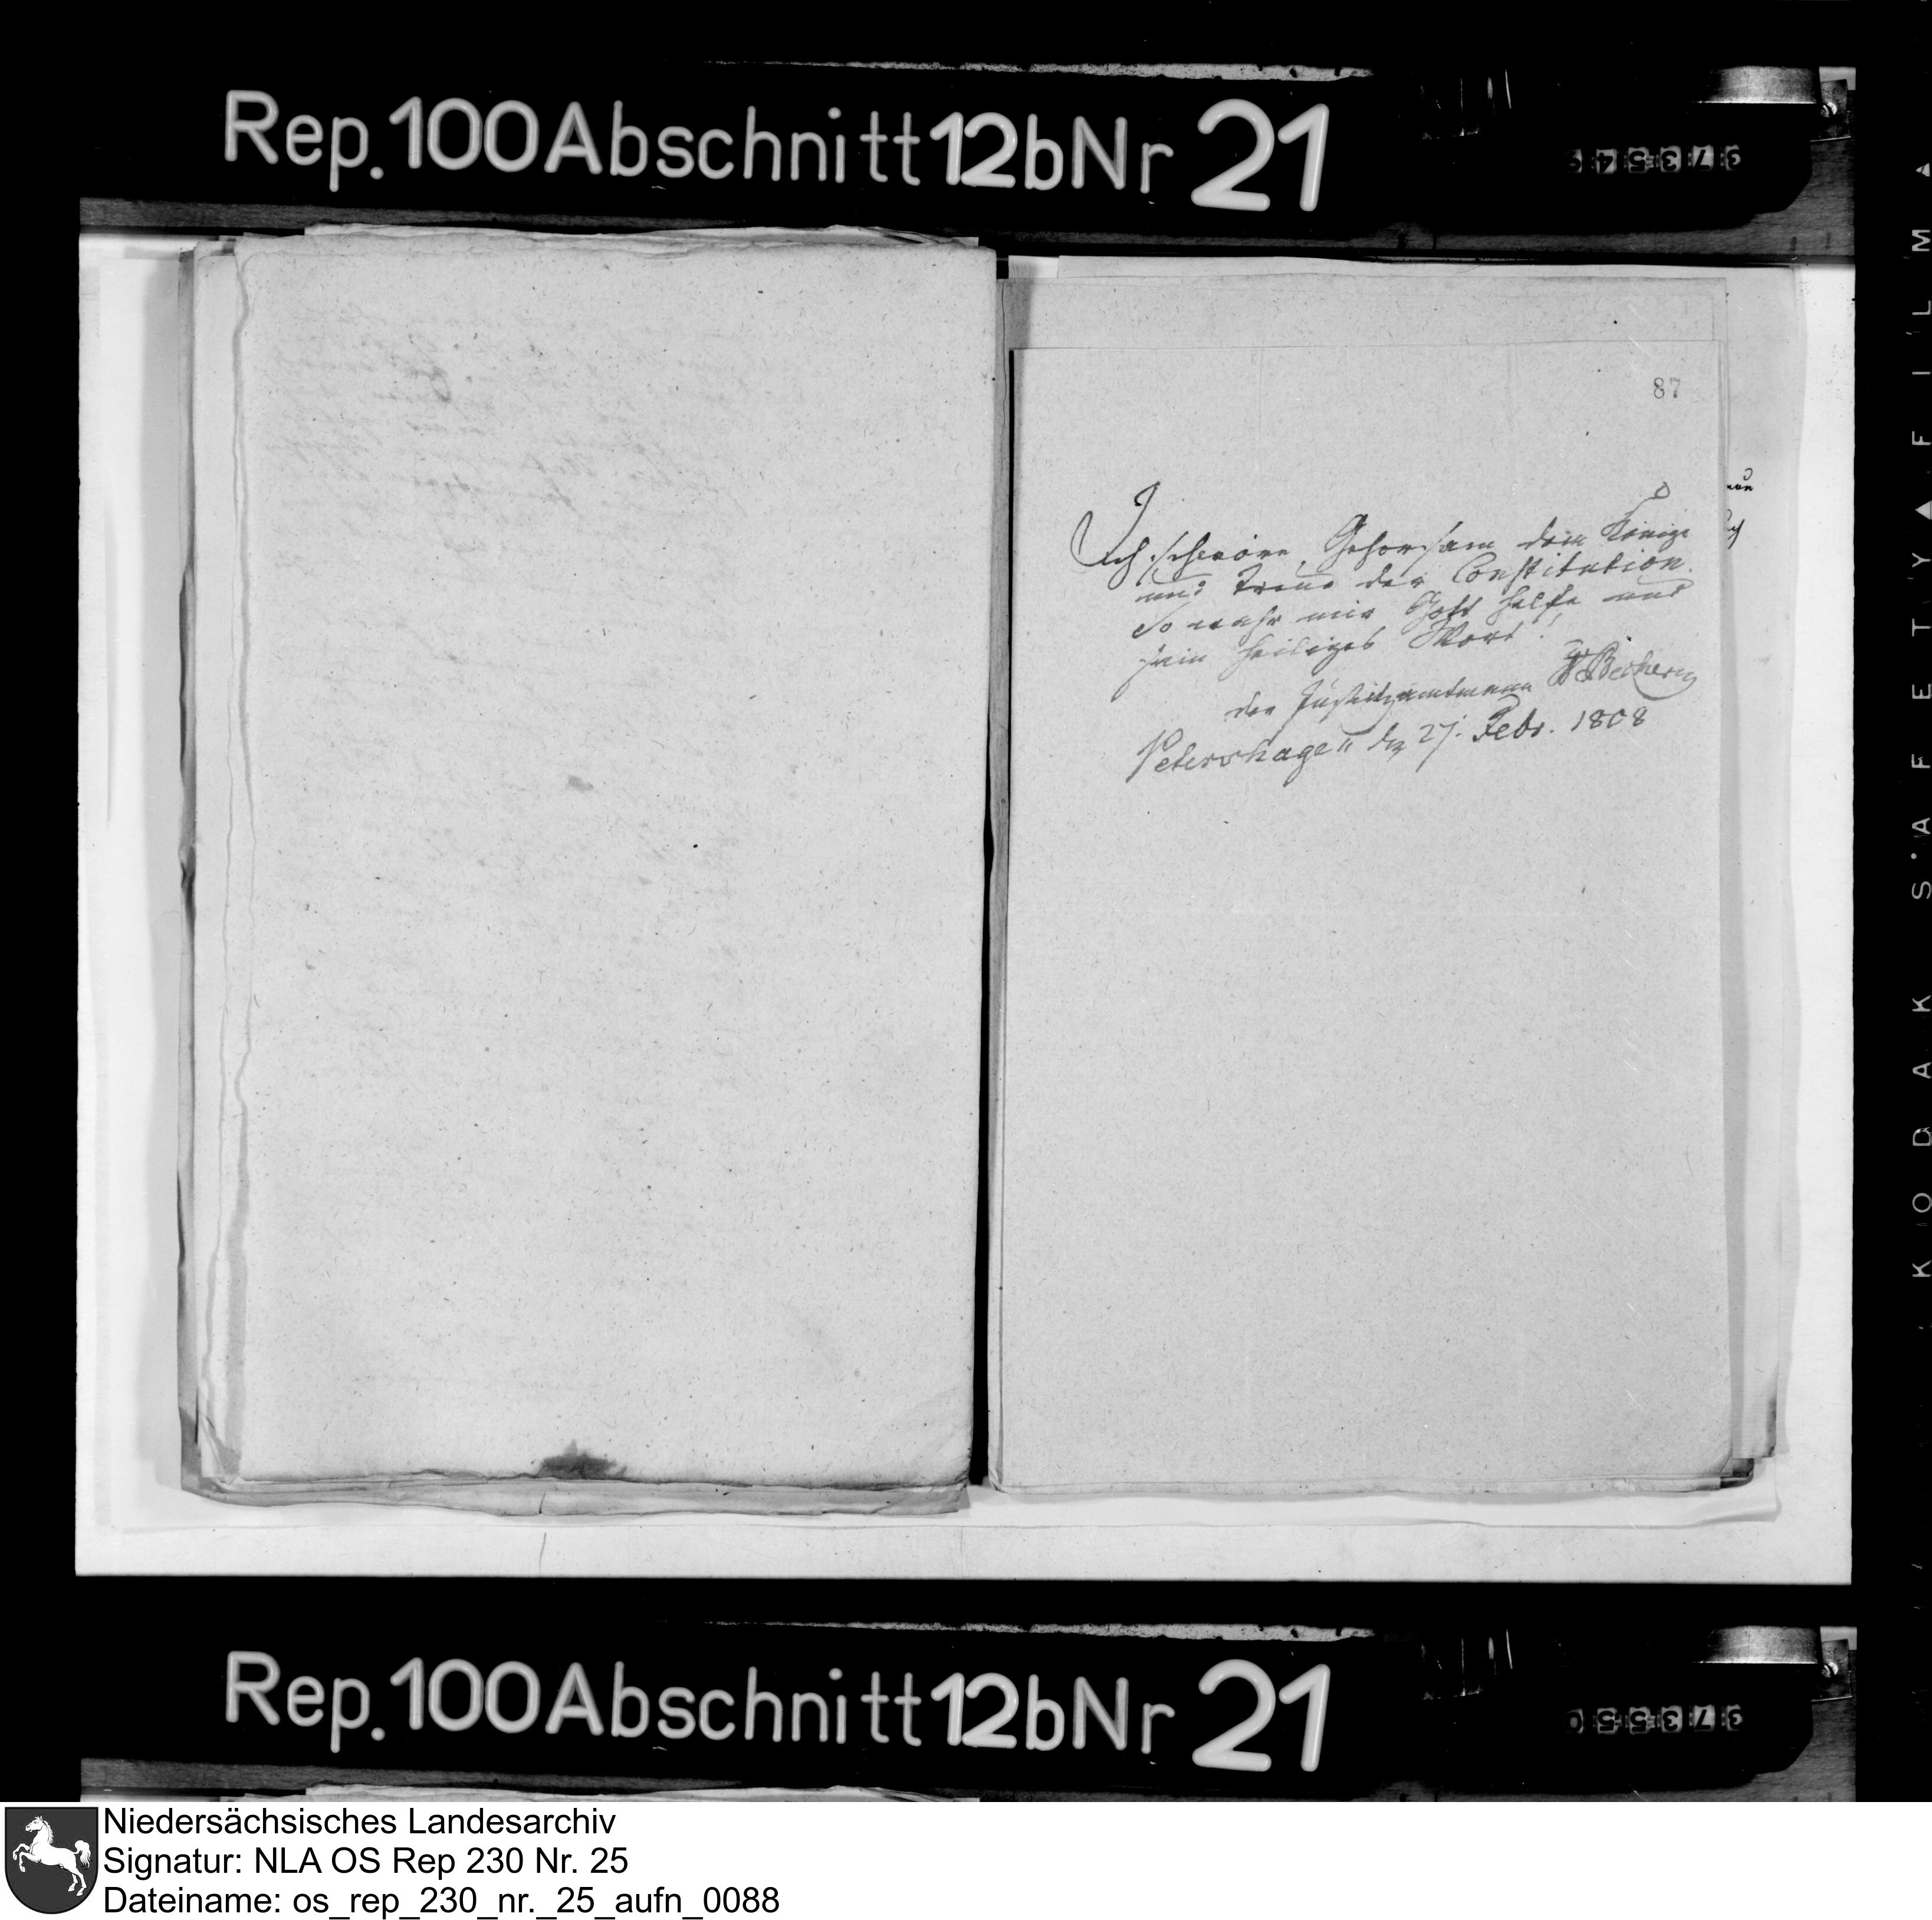 Rep. 100 Abschnitt 12b Nr 21
87
Ich schwöre, Gehorsam dem Könige
und Treue der Constitution.
So wahr mir Gott helfe und
sein heiliges Wort!
der Justizamtmann Beckern
Petershagen den 27. Febr. 1808
Rep. 100 Abschnitt 12b Nr 21
KODAK SAFETY FILM
Niedersächsisches Landesarchiv
Signatur: NLA OS Rep 230 Nr. 25
Dateiname: os_rep_230_nr._25_aufn_0088